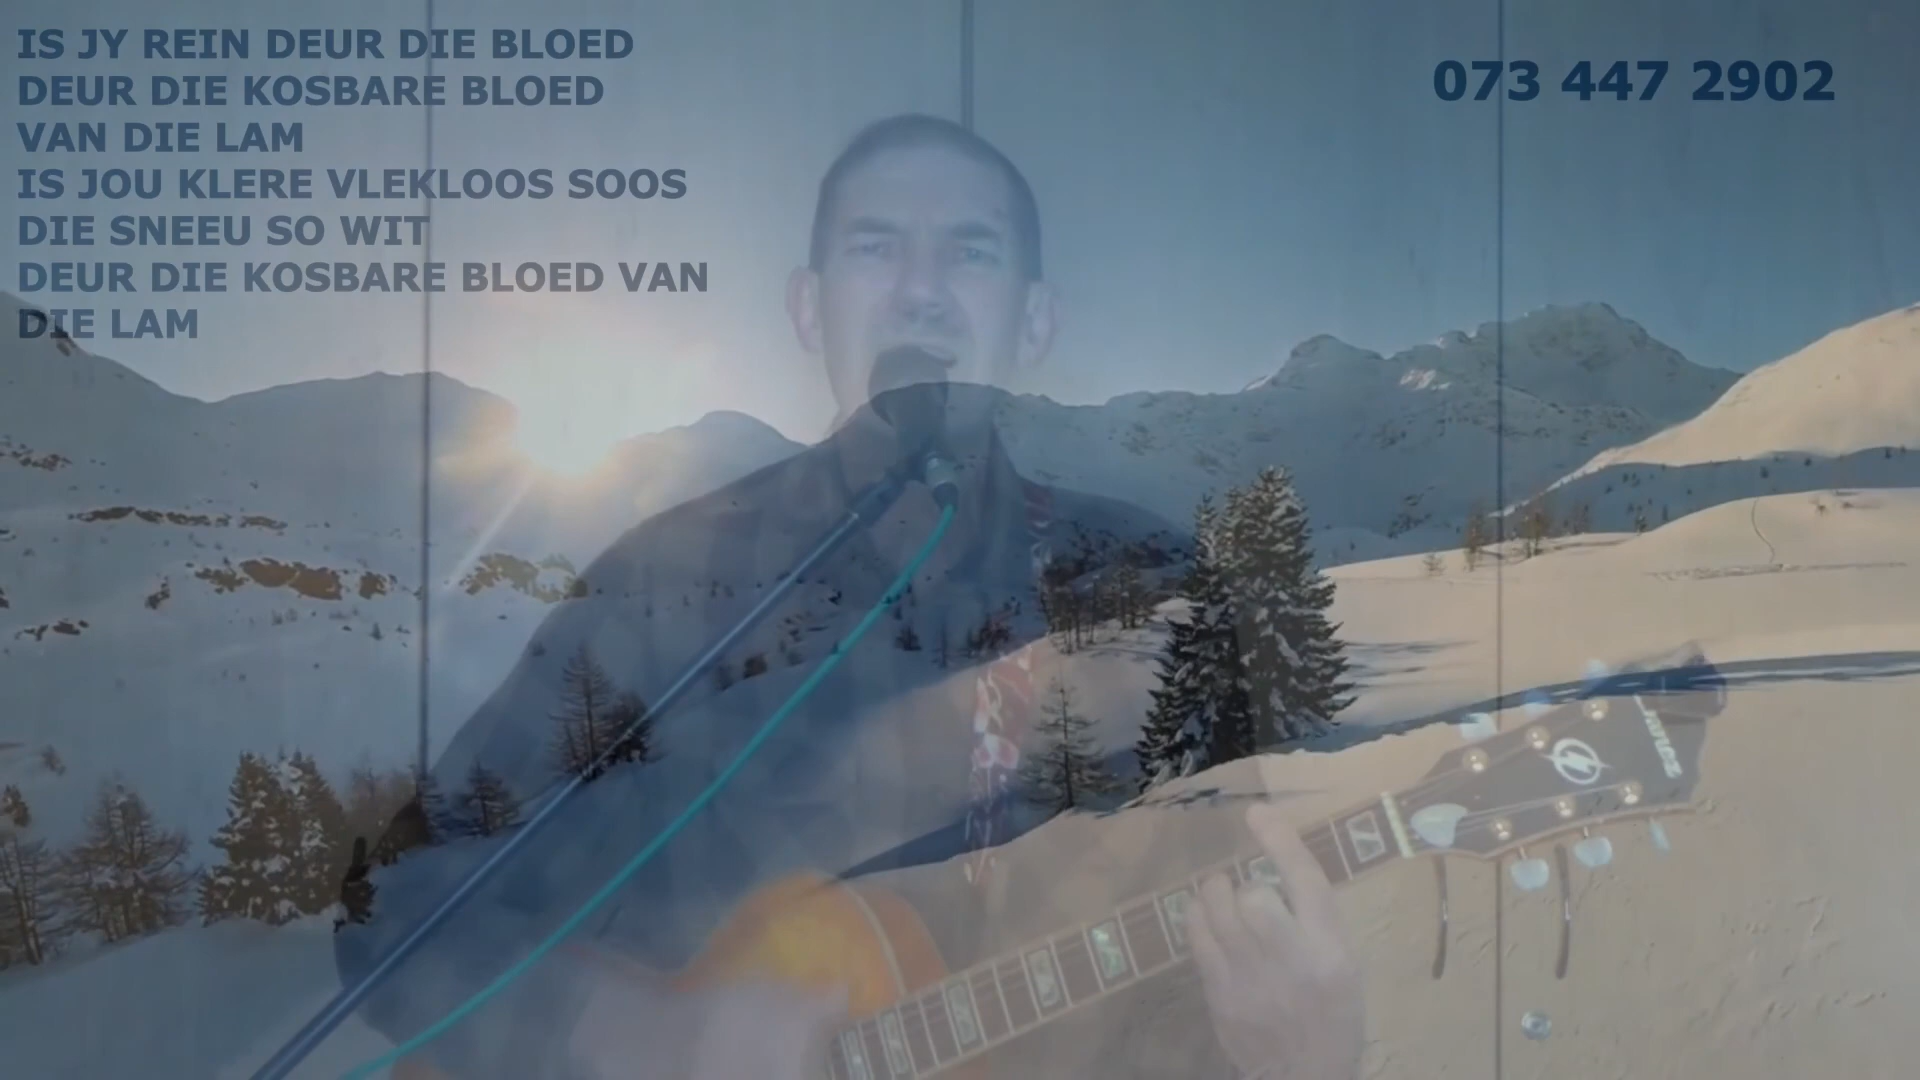 IS JY REIN DEUR DIE BLOED
DEUR DIE KOSBARE BLOED
VAN DIE LAM
IS JOU KLERE VLEKLOOS SOOS
DIE SNEEU SO WIT
DEUR DIE KOSBARE BLOED VAN
DIE LAM
073 447 2902